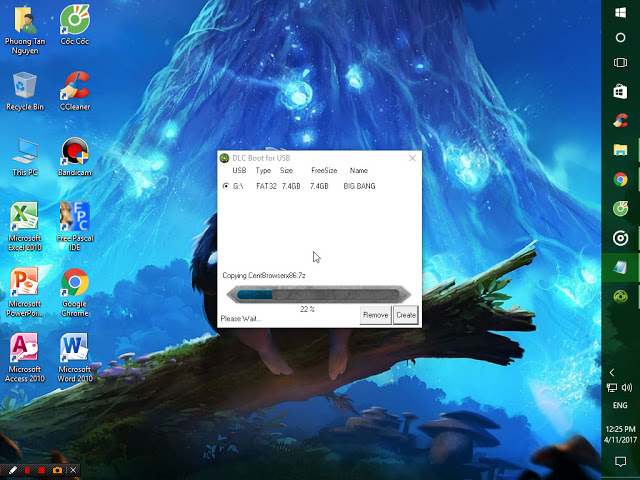 Phuong Tan
Nguyen
Cốc Cốc
Recycle Bin
CCleaner
This PC
Bandicam
Microsoft
Excel 2010
Free Pascal
IDE
Microsoft
PowerPoi...
Google
Chrome
Microsoft
Access 2010
Microsoft
Word 2010
DLC Boot for USB
USB Type Size FreeSize Name
G:\ FAT32 7.4GB 7.4GB BIG BANG
Copying CentBrowserx86.7z
22 %
Please Wait...
Remove
Create
ENG
12:25 PM
4/11/2017